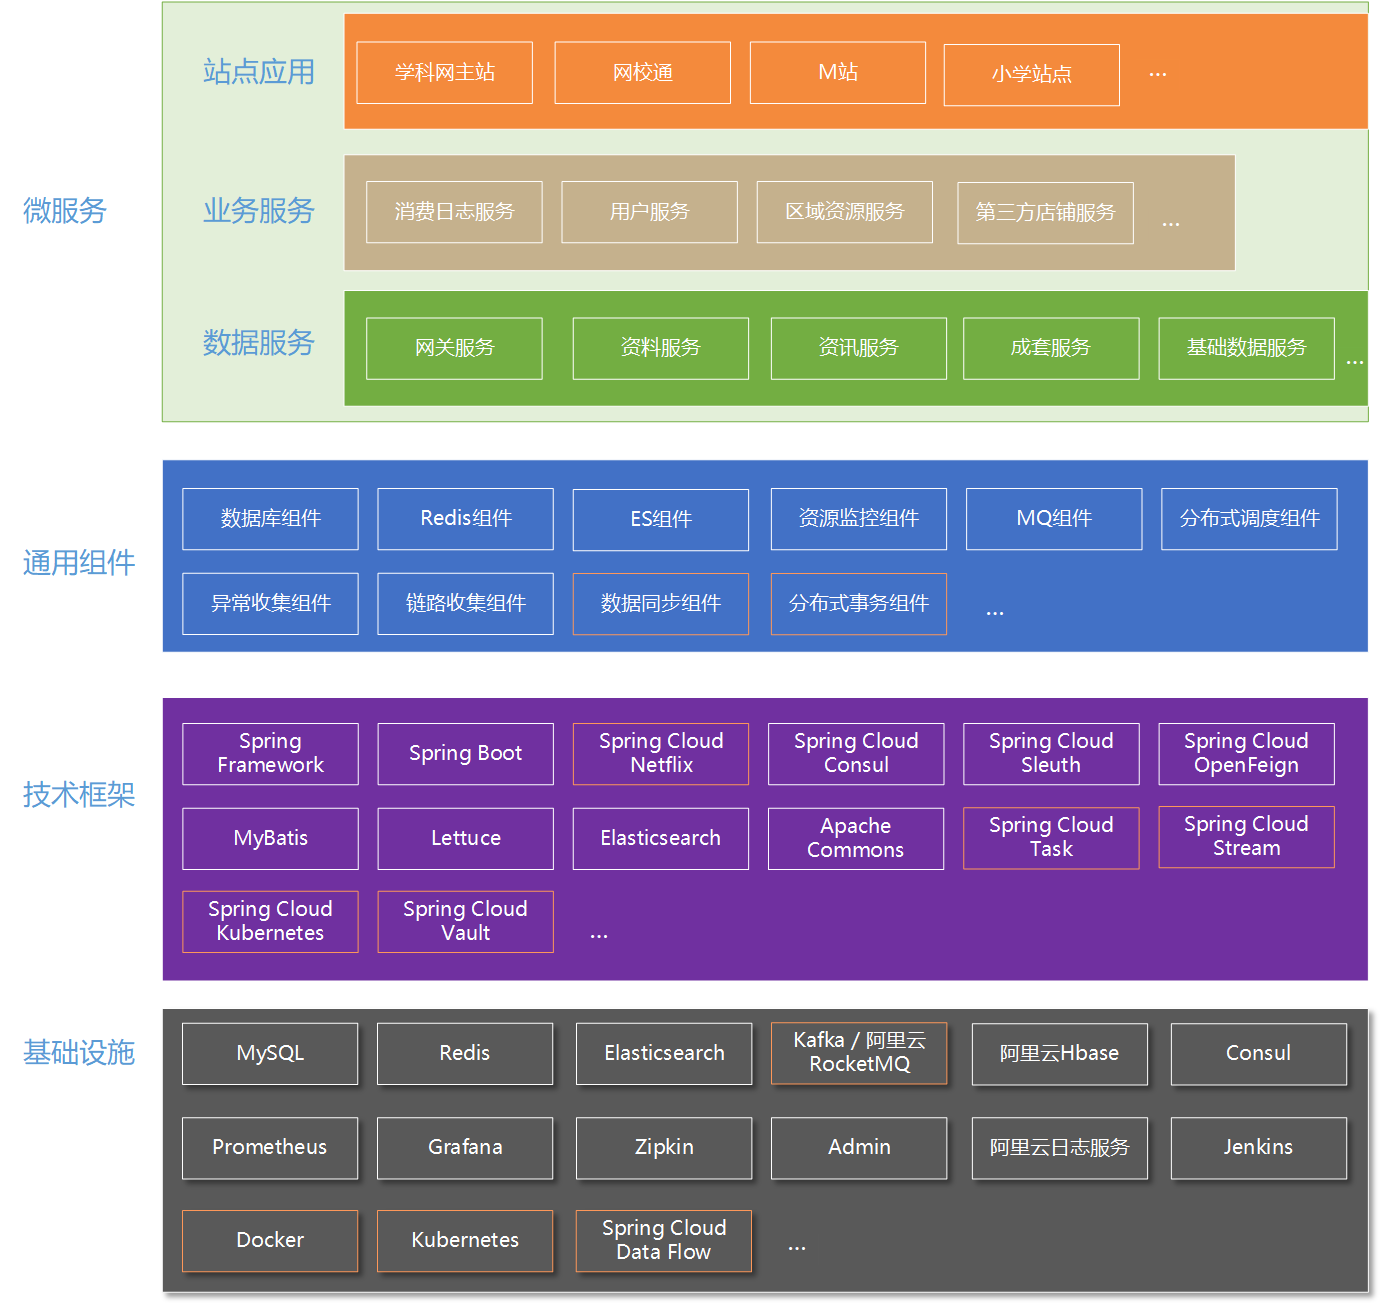 站点应用
学科网主站
网校通
M站
小学站点
...
微服务
业务服务
消费日志服务
用户服务
区域资源服务
第三方店铺服务
...
数据服务
网关服务
资料服务
资讯服务
成套服务
基础数据服务
...
通用组件
数据库组件
Redis组件
ES组件
资源监控组件
MQ组件
分布式调度组件
异常收集组件
链路收集组件
数据同步组件
分布式事务组件
...
技术框架
Spring
Framework
Spring Boot
Spring Cloud
Netflix
Spring Cloud
Consul
Spring Cloud
Sleuth
Spring Cloud
OpenFeign
MyBatis
Lettuce
Elasticsearch
Apache
Commons
Spring Cloud
Task
Spring Cloud
Stream
Spring Cloud
Kubernetes
Spring Cloud
Vault
...
基础设施
MySQL
Redis
Elasticsearch
Kafka / 阿里云
RocketMQ
阿里云Hbase
Consul
Prometheus
Grafana
Zipkin
Admin
阿里云日志服务
Jenkins
Docker
Kubernetes
Spring Cloud
Data Flow
...